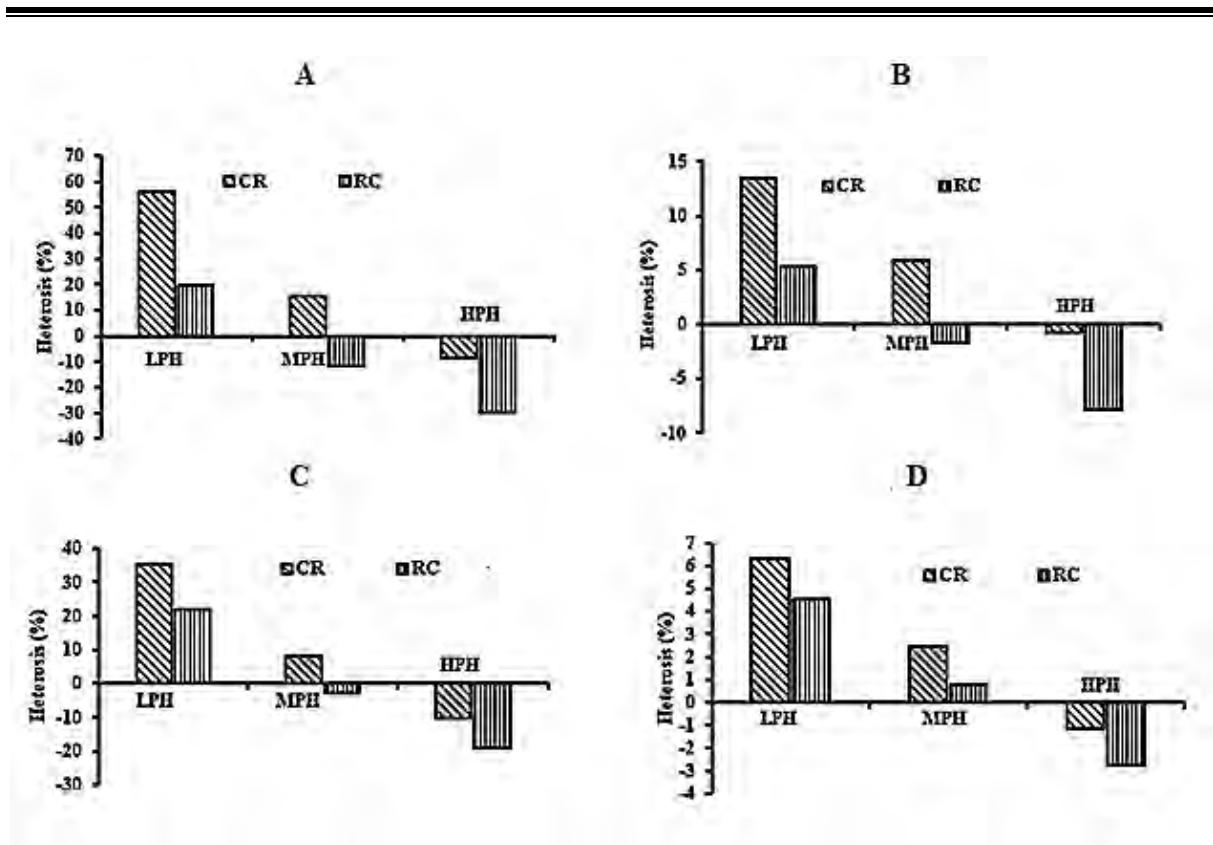 A
Heterosis (%)
70
60
50
40
30
20
10
0
-10
-20
-30
-40
CR RC
LPH MPH HPH
B
Heterosis (%)
15
10
5
0
-5
-10
CR RC
LPH MPH HPH
C
Heterosis (%)
40
30
20
10
0
-10
-20
-30
CR RC
LPH MPH HPH
D
Heterosis (%)
7
6
5
4
3
2
1
0
-1
-2
-3
-4
CR RC
LPH MPH HPH